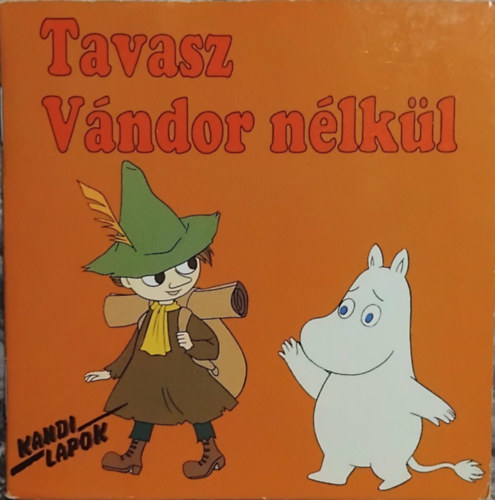 Tavasz
Vándor nélkül
KANDI
LAPOK